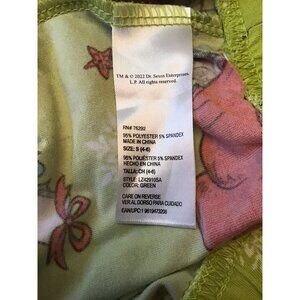 TM & © 2022 Dr. Seuss Enterprises,
L.P. All rights reserved.
RN# 76292
95% POLYESTER 5% SPANDEX
MADE IN CHINA
SIZE: S (4-6)
95% POLYESTER 5% SPANDEX
HECHO EN CHINA
TALLA: CH (4-6)
STYLE: LZ42910SA
COLOR: GREEN
CARE ON REVERSE
VER AL DORSO PARA CUIDADO